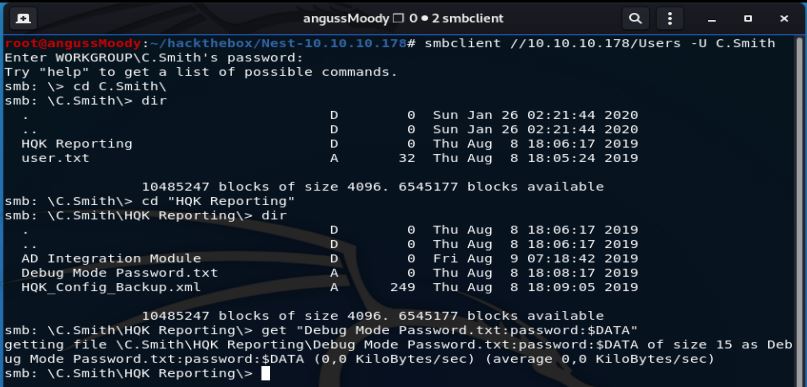 angussMoody 0 ● 2 smbclient
root@angussMoody:~/hackthebox/Nest-10.10.10.178# smbclient //10.10.10.178/Users -U C.Smith
Enter WORKGROUP\C.Smith's password:
Try "help" to get a list of possible commands.
smb: \> cd C.Smith\
smb: \C.Smith\> dir
. D 0 Sun Jan 26 02:21:44 2020
.. D 0 Sun Jan 26 02:21:44 2020
HQK Reporting D 0 Thu Aug 8 18:06:17 2019
user.txt A 32 Thu Aug 8 18:05:24 2019
10485247 blocks of size 4096. 6545177 blocks available
smb: \C.Smith\> cd "HQK Reporting"
smb: \C.Smith\HQK Reporting\> dir
. D 0 Thu Aug 8 18:06:17 2019
.. D 0 Thu Aug 8 18:06:17 2019
AD Integration Module D 0 Fri Aug 9 07:18:42 2019
Debug Mode Password.txt A 0 Thu Aug 8 18:08:17 2019
HQK_Config_Backup.xml A 249 Thu Aug 8 18:09:05 2019
10485247 blocks of size 4096. 6545177 blocks available
smb: \C.Smith\HQK Reporting\> get "Debug Mode Password.txt:password:$DATA"
getting file \C.Smith\HQK Reporting\Debug Mode Password.txt:password:$DATA of size 15 as Deb
ug Mode Password.txt:password:$DATA (0,0 KiloBytes/sec) (average 0,0 KiloBytes/sec)
smb: \C.Smith\HQK Reporting\>